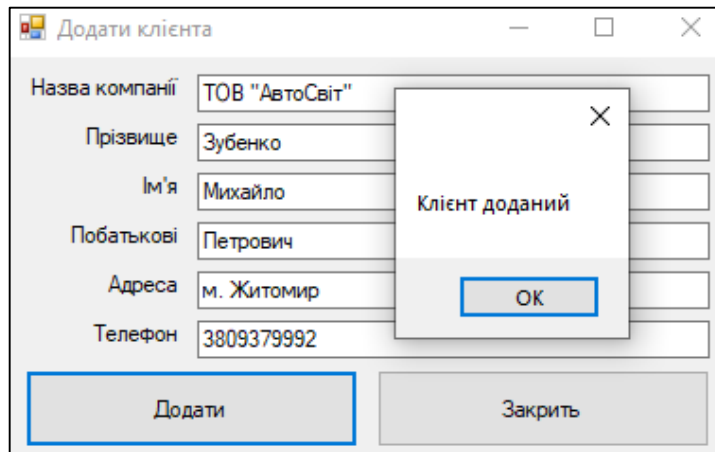 Додати клієнта
Назва компанії ТОВ "АвтоСвіт"
Прізвище Зубенко
Ім'я Михайло
Побатькові Петрович
Адреса м. Житомир
Телефон 3809379992
Клієнт доданий
ОК
Додати Закрить